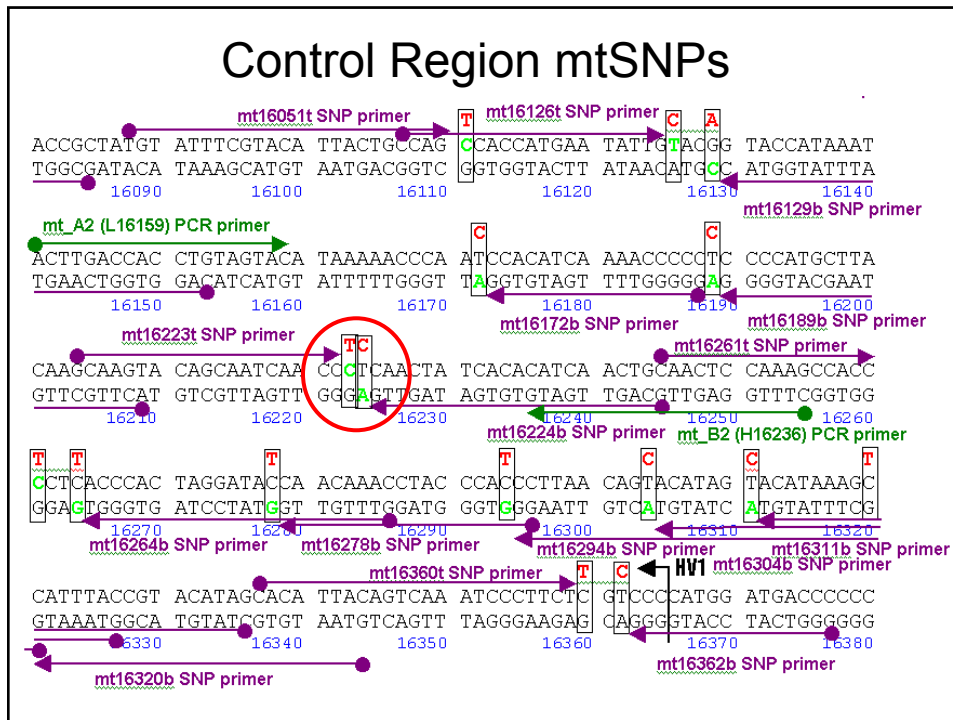 Control Region mtSNPs
mt16051t SNP primer T mt16126t SNP primer C A
ACCGCTATGT ATTTCGTACA TTACTGCCAG CCACCATGAA TATTGTACGG TACCATAAAT
TGGCGATACA TAAAGCATGT AATGACGGTC GGTGGTACTT ATAACATGCC ATGGTATTTA
16090 16100 16110 16120 16130 16140
mt16129b SNP primer
mt_A2 (L16159) PCR primer C C
ACTTGACCAC CTGTAGTACA TAAAAACCCA ATCCACATCA AAACCCCCTC CCCATGCTTA
TGAACTGGTG GACATCATGT ATTTTTGGGT TAGGTGTAGT TTTGGGGGAG GGGTACGAAT
16150 16160 16170 16180 16190 16200
mt16172b SNP primer mt16189b SNP primer
mt16223t SNP primer TC mt16261t SNP primer
CAAGCAAGTA CAGCAATCAA CCCTCAACTA TCACACATCA ACTGCAACTC CAAAGCCACC
GTTCGTTCAT GTCGTTAGTT GGGAGTTGAT AGTGTGTAGT TGACGTTGAG GTTTCGGTGG
16210 16220 16230 16240 16250 16260
mt16224b SNP primer mt_B2 (H16236) PCR primer
T T T T C C T
CCTCACCCAC TAGGATACCA ACAAACCTAC CCACCCTTAA CAGTACATAG TACATAAAGC
GGAGTGGGTG ATCCTATGGT TGTTTGGATG GGTGGGAATT GTCATGTATC ATGTATTTCG
16270 16280 16290 16300 16310 16320
mt16264b SNP primer mt16278b SNP primer mt16294b SNP primer mt16311b SNP primer
mt16304b SNP primer
mt16360t SNP primer T C HV1
CATTTACCGT ACATAGCACA TTACAGTCAA ATCCCTTCTC GTCCCCATGG ATGACCCCCC
GTAAATGGCA TGTATCGTGT AATGTCAGTT TAGGGAAGAG CAGGGGTACC TACTGGGGGG
16330 16340 16350 16360 16370 16380
mt16320b SNP primer mt16362b SNP primer